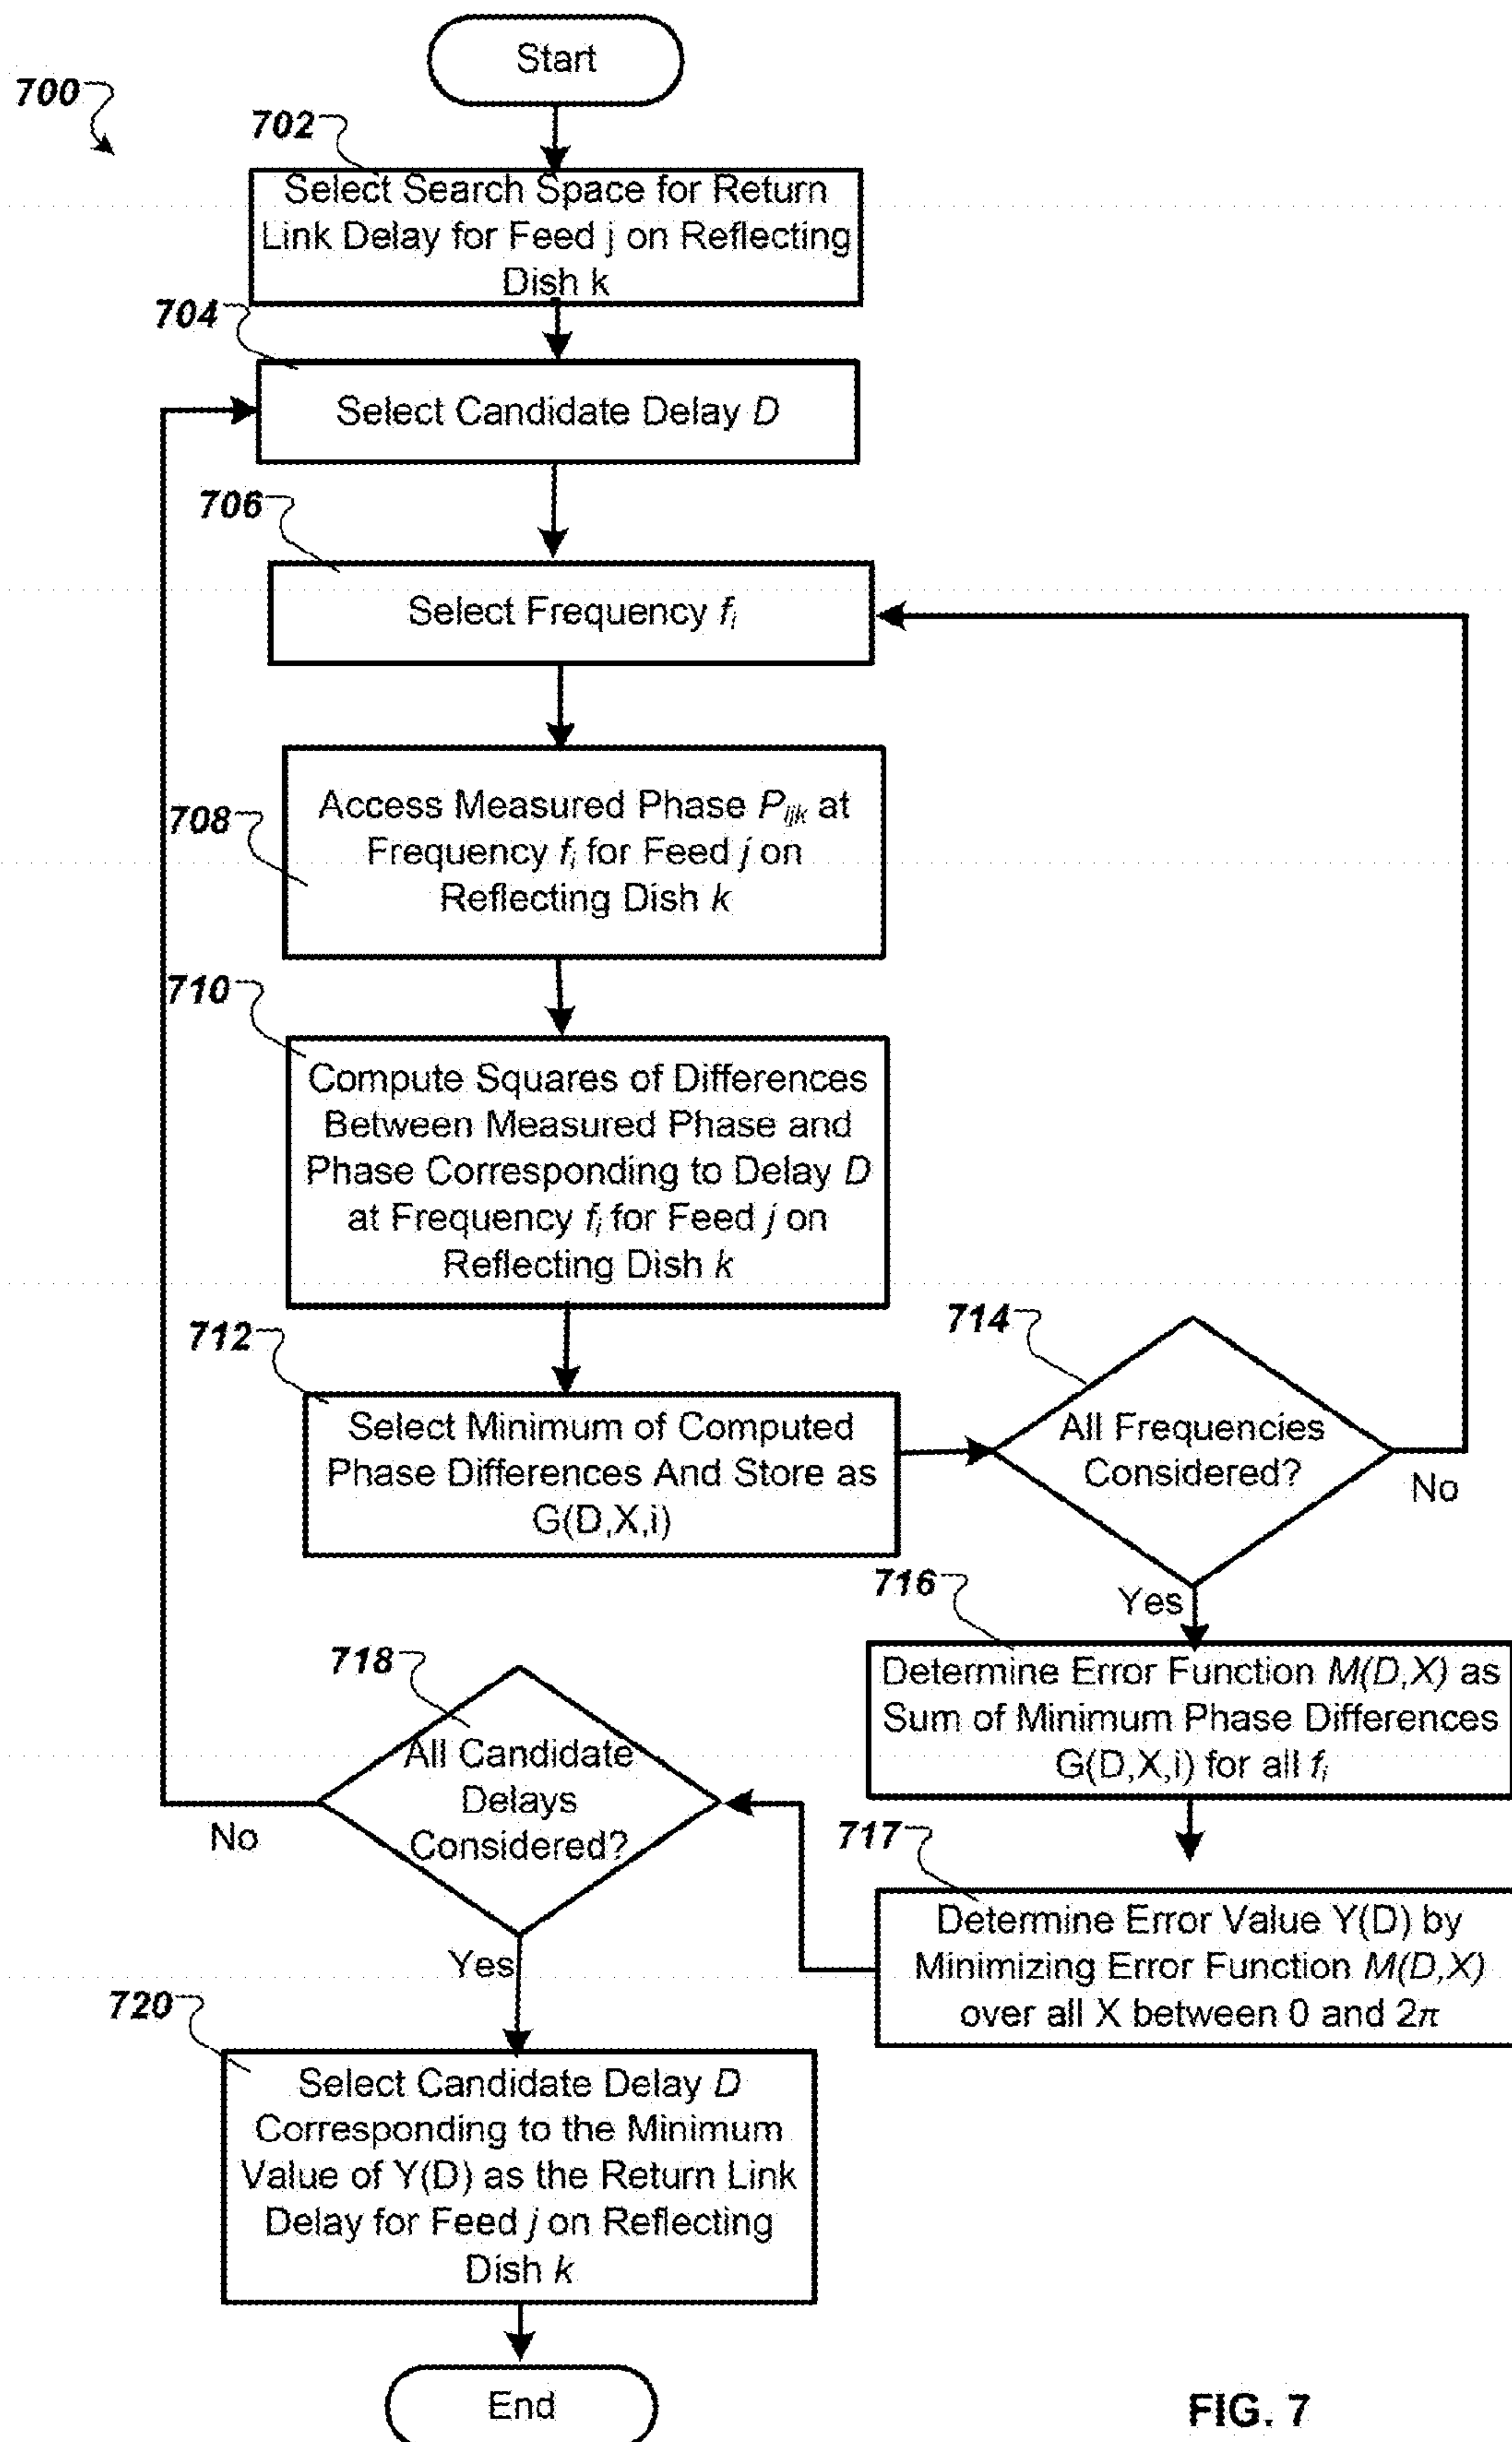 Start
700
702
Select Search Space for Return
Link Delay for Feed j on Reflecting
Dish k
704
Select Candidate Delay D
706
Select Frequency fi
708
Access Measured Phase Pijk at
Frequency fi for Feed j on
Reflecting Dish k
710
Compute Squares of Differences
Between Measured Phase and
Phase Corresponding to Delay D
at Frequency fi for Feed j on
Reflecting Dish k
712
Select Minimum of Computed
Phase Differences And Store as
G(D,X,i)
714
All Frequencies
Considered?
No
Yes
716
Determine Error Function M(D,X) as
Sum of Minimum Phase Differences
G(D,X,i) for all fi
717
Determine Error Value Y(D) by
Minimizing Error Function M(D,X)
over all X between 0 and 2π
718
All Candidate
Delays
Considered?
No
Yes
720
Select Candidate Delay D
Corresponding to the Minimum
Value of Y(D) as the Return Link
Delay for Feed j on Reflecting
Dish k
End
FIG. 7